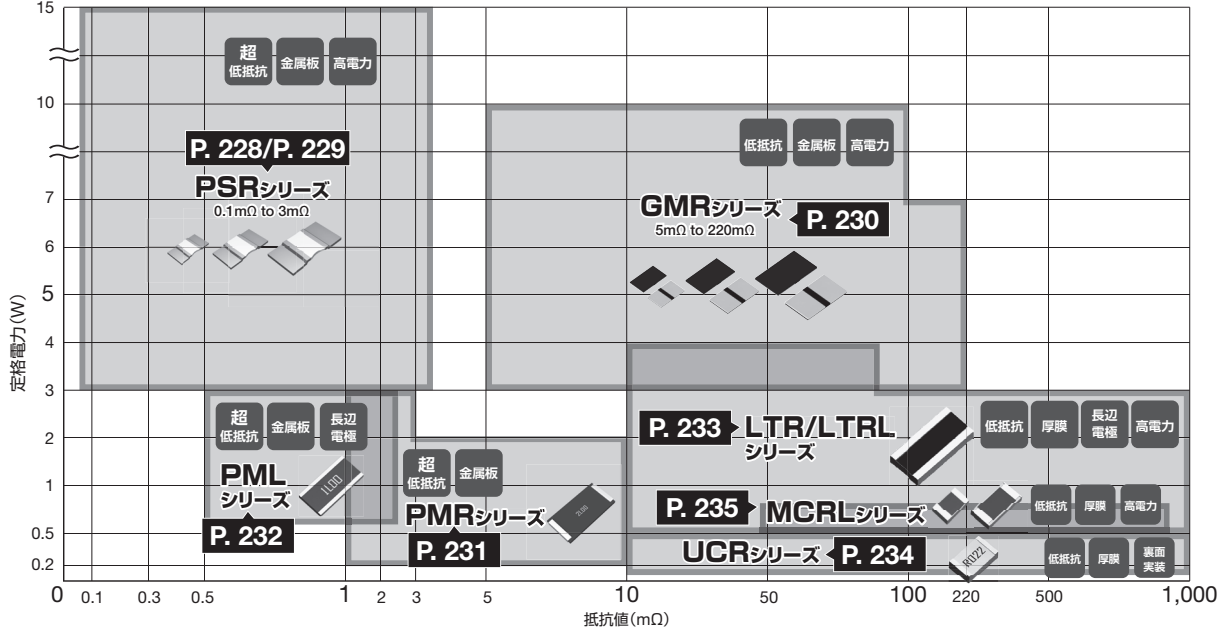 15
10
7
6
5
4
3
2
1
0.5
0.2
定格電力（W）
超
低抵抗
金属板
高電力
P. 228/P. 229
PSRシリーズ
0.1mΩ to 3mΩ
低抵抗
金属板
高電力
GMRシリーズ
5mΩ to 220mΩ
P. 230
超
低抵抗
金属板
長辺
電極
PML
シリーズ
1L00
P. 232
超
低抵抗
金属板
PMRシリーズ
2L00
P. 231
P. 233
LTR/LTRL
シリーズ
低抵抗
厚膜
長辺
電極
高電力
P. 235
MCRLシリーズ
低抵抗
厚膜
高電力
UCRシリーズ
P. 234
R022
低抵抗
厚膜
裏面
実装
0 0.1 0.3 0.5 1 2 3 5 10 50 100 220 500 1,000
抵抗値（mΩ）